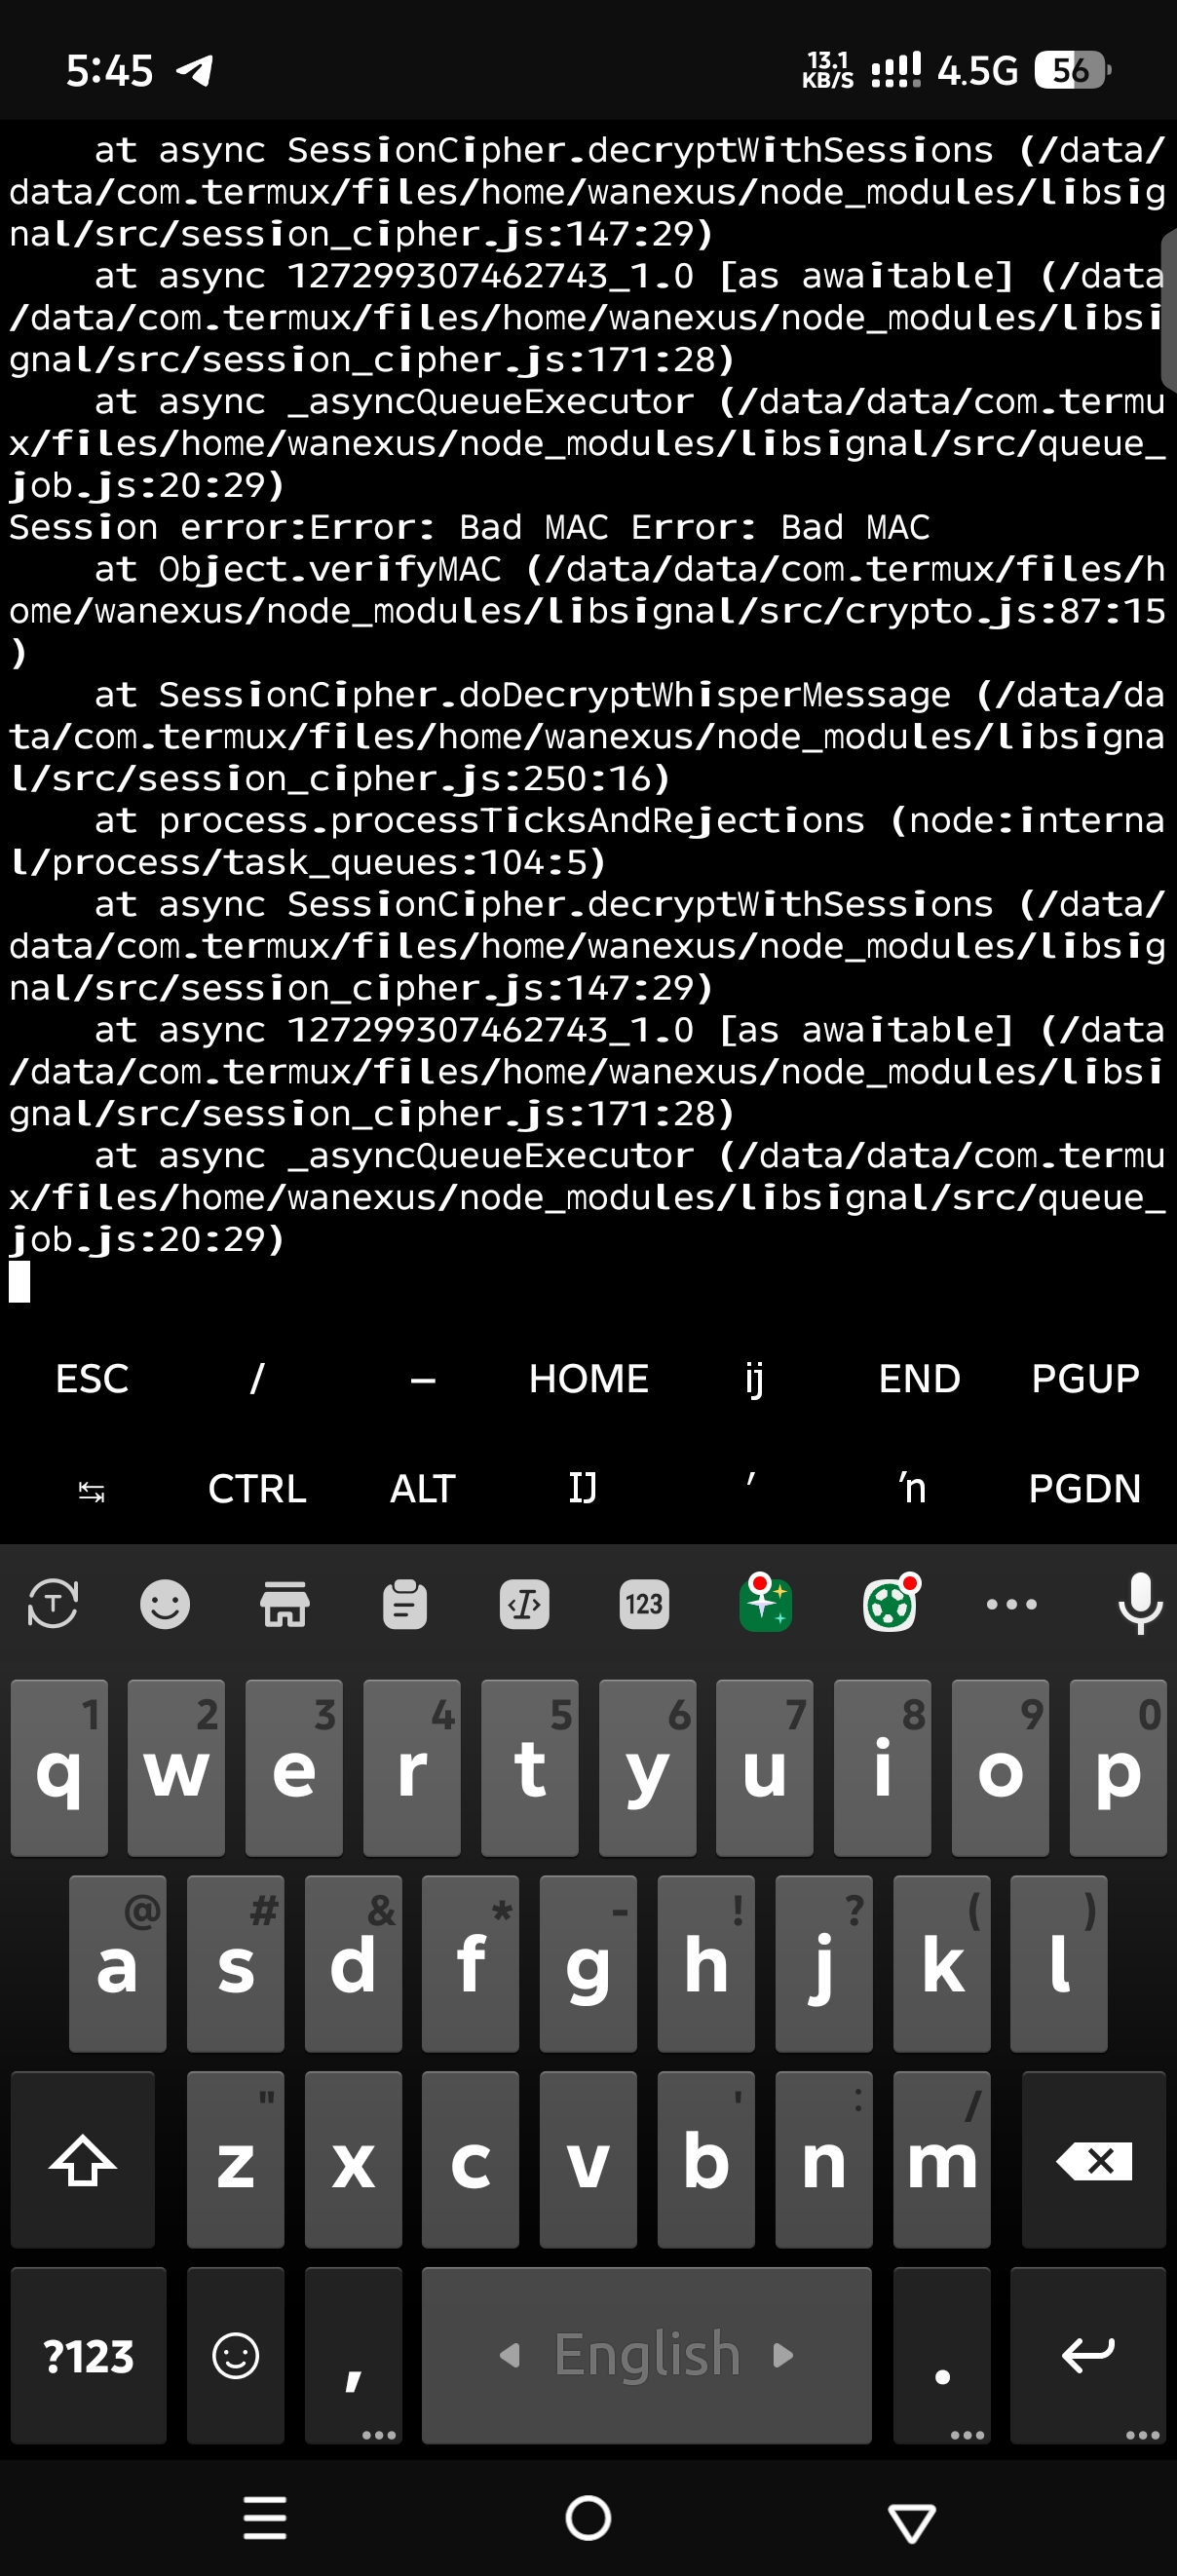 5:45
13.1 KB/S 4.5G 56
    at async SessionCipher.decryptWithSessions (/data/
data/com.termux/files/home/wanexus/node_modules/libsig
nal/src/session_cipher.js:147:29)
    at async 127299307462743_1.0 [as awaitable] (/data
/data/com.termux/files/home/wanexus/node_modules/libsi
gnal/src/session_cipher.js:171:28)
    at async _asyncQueueExecutor (/data/data/com.termu
x/files/home/wanexus/node_modules/libsignal/src/queue_
job.js:20:29)
Session error:Error: Bad MAC Error: Bad MAC
    at Object.verifyMAC (/data/data/com.termux/files/h
ome/wanexus/node_modules/libsignal/src/crypto.js:87:15
)
    at SessionCipher.doDecryptWhisperMessage (/data/da
ta/com.termux/files/home/wanexus/node_modules/libsigna
l/src/session_cipher.js:250:16)
    at process.processTicksAndRejections (node:interna
l/process/task_queues:104:5)
    at async SessionCipher.decryptWithSessions (/data/
data/com.termux/files/home/wanexus/node_modules/libsig
nal/src/session_cipher.js:147:29)
    at async 127299307462743_1.0 [as awaitable] (/data
/data/com.termux/files/home/wanexus/node_modules/libsi
gnal/src/session_cipher.js:171:28)
    at async _asyncQueueExecutor (/data/data/com.termu
x/files/home/wanexus/node_modules/libsignal/src/queue_
job.js:20:29)
ESC / – HOME ĳ END PGUP
↹ CTRL ALT Ĳ ′ ŉ PGDN
T 123
1 2 3 4 5 6 7 8 9 0
q w e r t y u i o p
@ # & * - ! ? ( )
a s d f g h j k l
" ' : /
z x c v b n m
?123 , English .